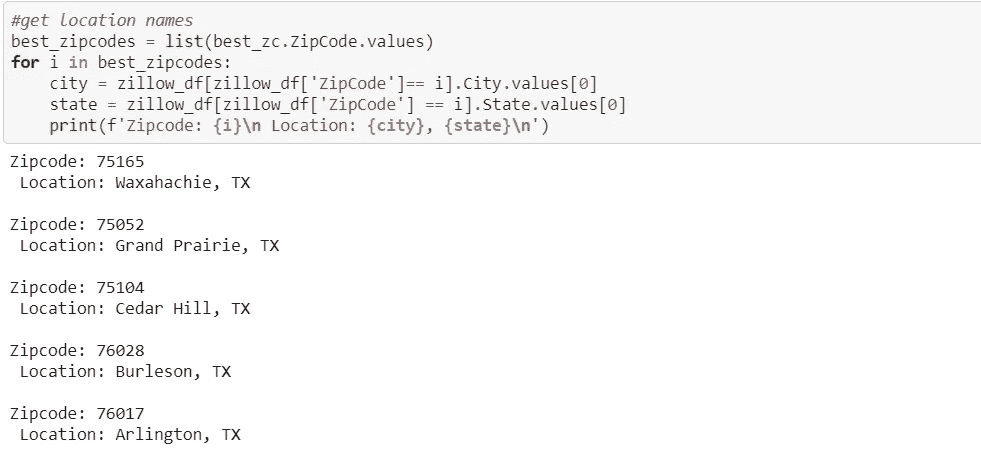 #get location names
best_zipcodes = list(best_zc.ZipCode.values)
for i in best_zipcodes:
    city = zillow_df[zillow_df['ZipCode']== i].City.values[0]
    state = zillow_df[zillow_df['ZipCode'] == i].State.values[0]
    print(f'Zipcode: {i}\n Location: {city}, {state}\n')
Zipcode: 75165
 Location: Waxahachie, TX
Zipcode: 75052
 Location: Grand Prairie, TX
Zipcode: 75104
 Location: Cedar Hill, TX
Zipcode: 76028
 Location: Burleson, TX
Zipcode: 76017
 Location: Arlington, TX